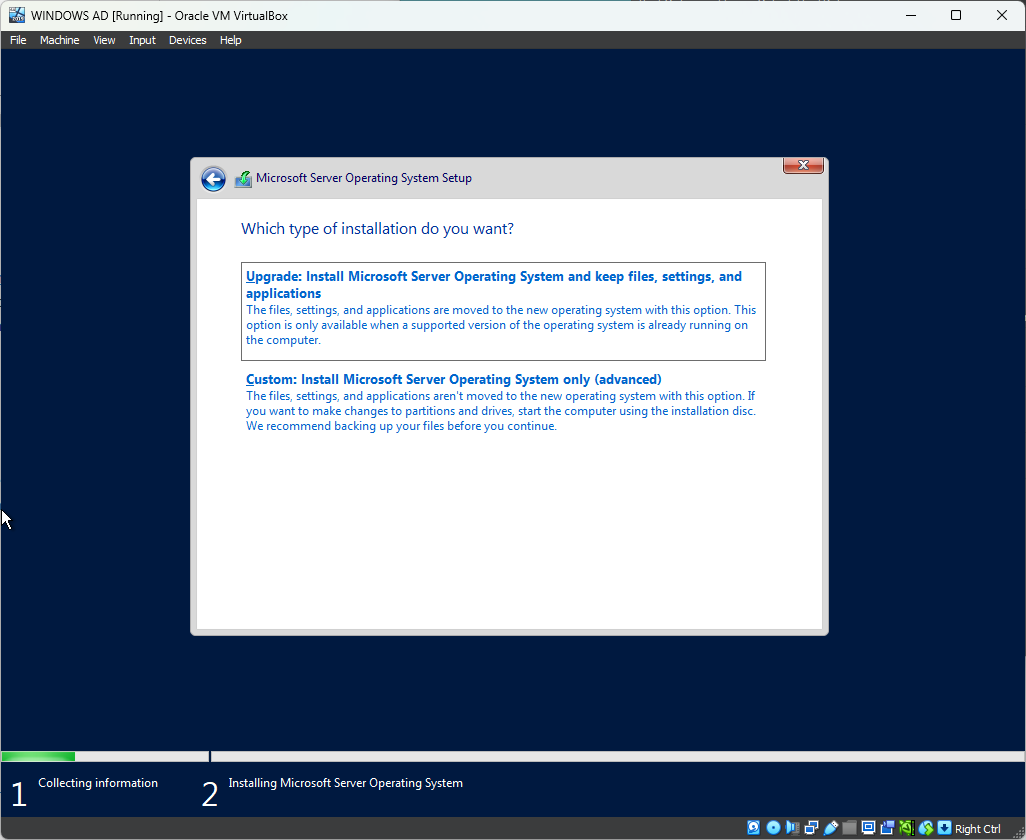 WINDOWS AD [Running] - Oracle VM VirtualBox
File Machine View Input Devices Help
Microsoft Server Operating System Setup
Which type of installation do you want?
Upgrade: Install Microsoft Server Operating System and keep files, settings, and
applications
The files, settings, and applications are moved to the new operating system with this option. This
option is only available when a supported version of the operating system is already running on
the computer.
Custom: Install Microsoft Server Operating System only (advanced)
The files, settings, and applications aren't moved to the new operating system with this option. If
you want to make changes to partitions and drives, start the computer using the installation disc.
We recommend backing up your files before you continue.
1 Collecting information 2 Installing Microsoft Server Operating System
Right Ctrl